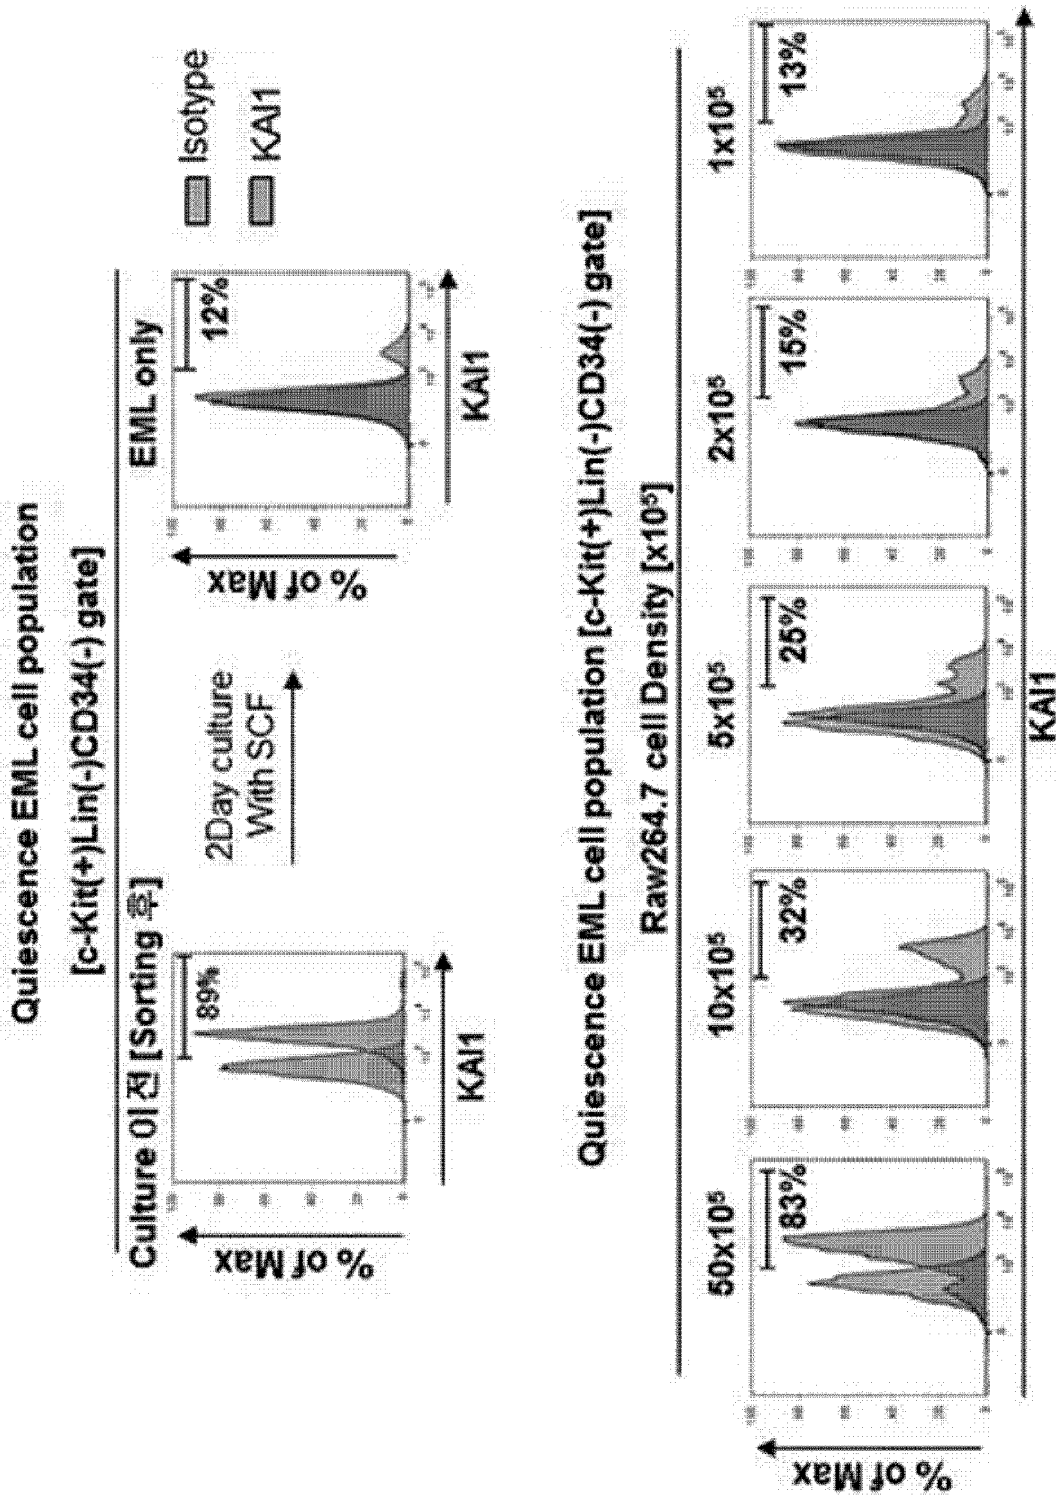 Quiescence EML cell population
[c-Kit(+)Lin(-)CD34(-) gate]
Culture 이전 [Sorting 후]
EML only
Isotype
KAI1
2Day culture
With SCF
% of Max
89%
KAI1
% of Max
12%
KAI1
Quiescence EML cell population [c-Kit(+)Lin(-)CD34(-) gate]
Raw264.7 cell Density [x10⁵]
50x10⁵
10x10⁵
5x10⁵
2x10⁵
1x10⁵
% of Max
83%
32%
25%
15%
13%
KAI1